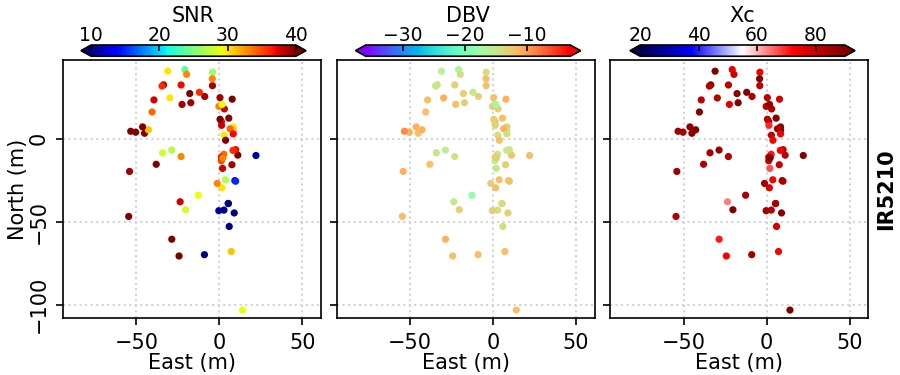 SNR DBV Xc
10 20 30 40 −30 −20 −10 20 40 60 80
0
−50
−100
North (m)
IR5210
−50 0 50 −50 0 50 −50 0 50
East (m) East (m) East (m)